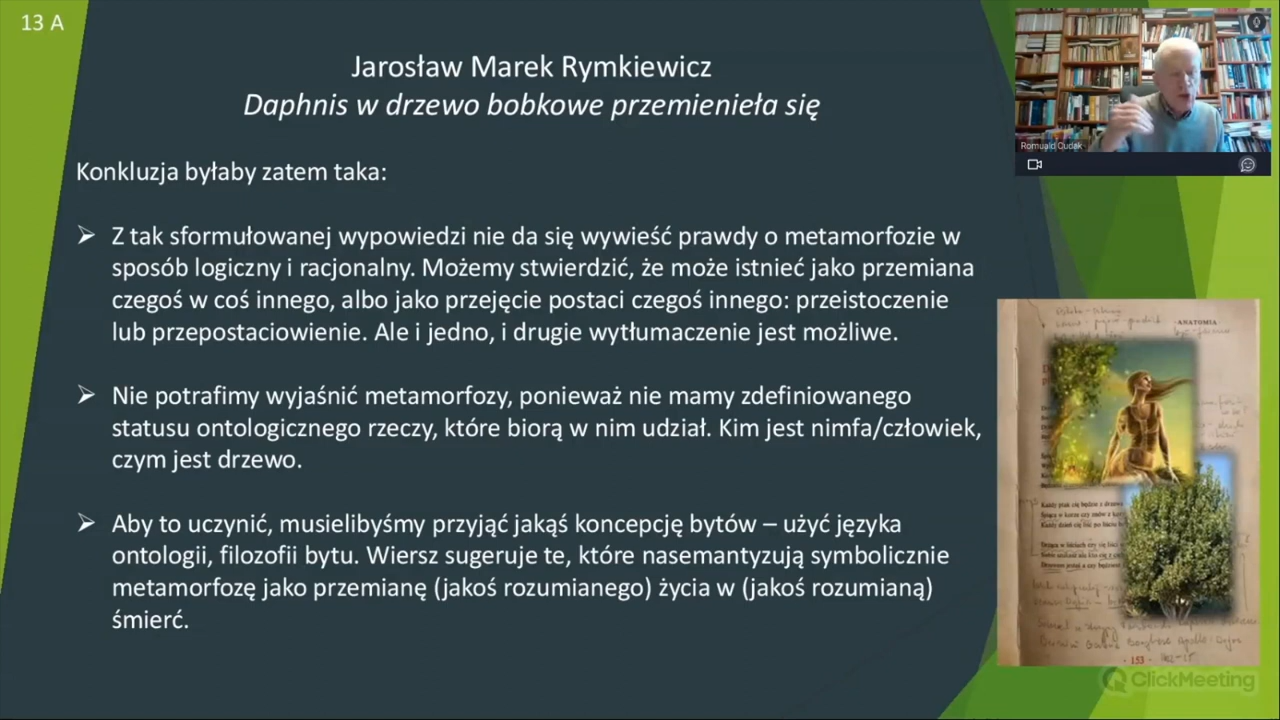 13 A
Jarosław Marek Rymkiewicz
Daphnis w drzewo bobkowe przemienieła się
Konkluzja byłaby zatem taka:
Z tak sformułowanej wypowiedzi nie da się wywieść prawdy o metamorfozie w
sposób logiczny i racjonalny. Możemy stwierdzić, że może istnieć jako przemiana
czegoś w coś innego, albo jako przejęcie postaci czegoś innego: przeistoczenie
lub przepostaciowienie. Ale i jedno, i drugie wytłumaczenie jest możliwe.
Nie potrafimy wyjaśnić metamorfozy, ponieważ nie mamy zdefiniowanego
statusu ontologicznego rzeczy, które biorą w nim udział. Kim jest nimfa/człowiek,
czym jest drzewo.
Aby to uczynić, musielibyśmy przyjąć jakąś koncepcję bytów – użyć języka
ontologii, filozofii bytu. Wiersz sugeruje te, które nasemantyzują symbolicznie
metamorfozę jako przemianę (jakoś rozumianego) życia w (jakoś rozumianą)
śmierć.
Romuald Cudak
ANATOMIA
153
ClickMeeting